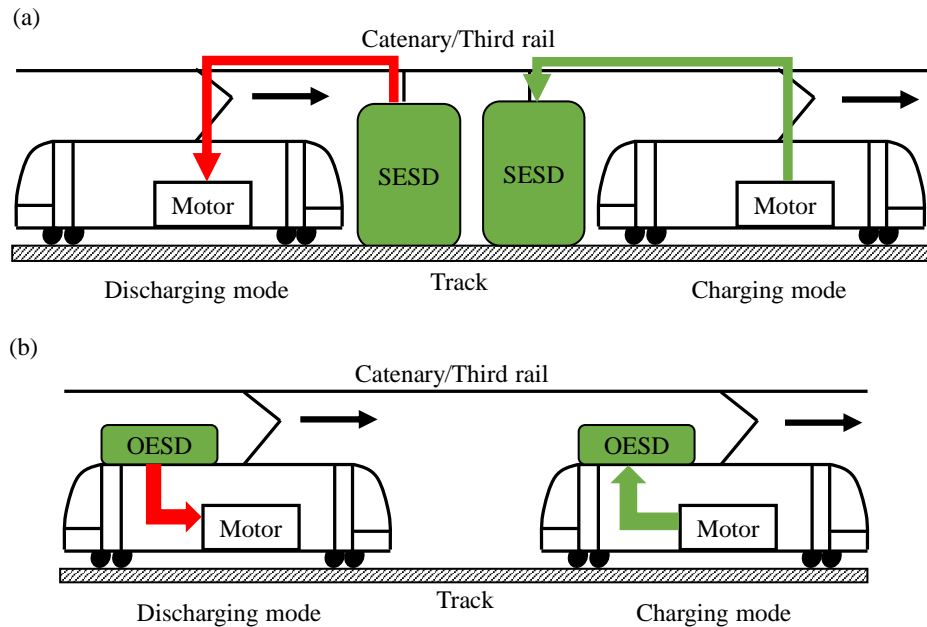 (a)
Catenary/Third rail
SESD
SESD
Motor
Motor
Discharging mode
Track
Charging mode
(b)
Catenary/Third rail
OESD
OESD
Motor
Motor
Track
Discharging mode
Charging mode